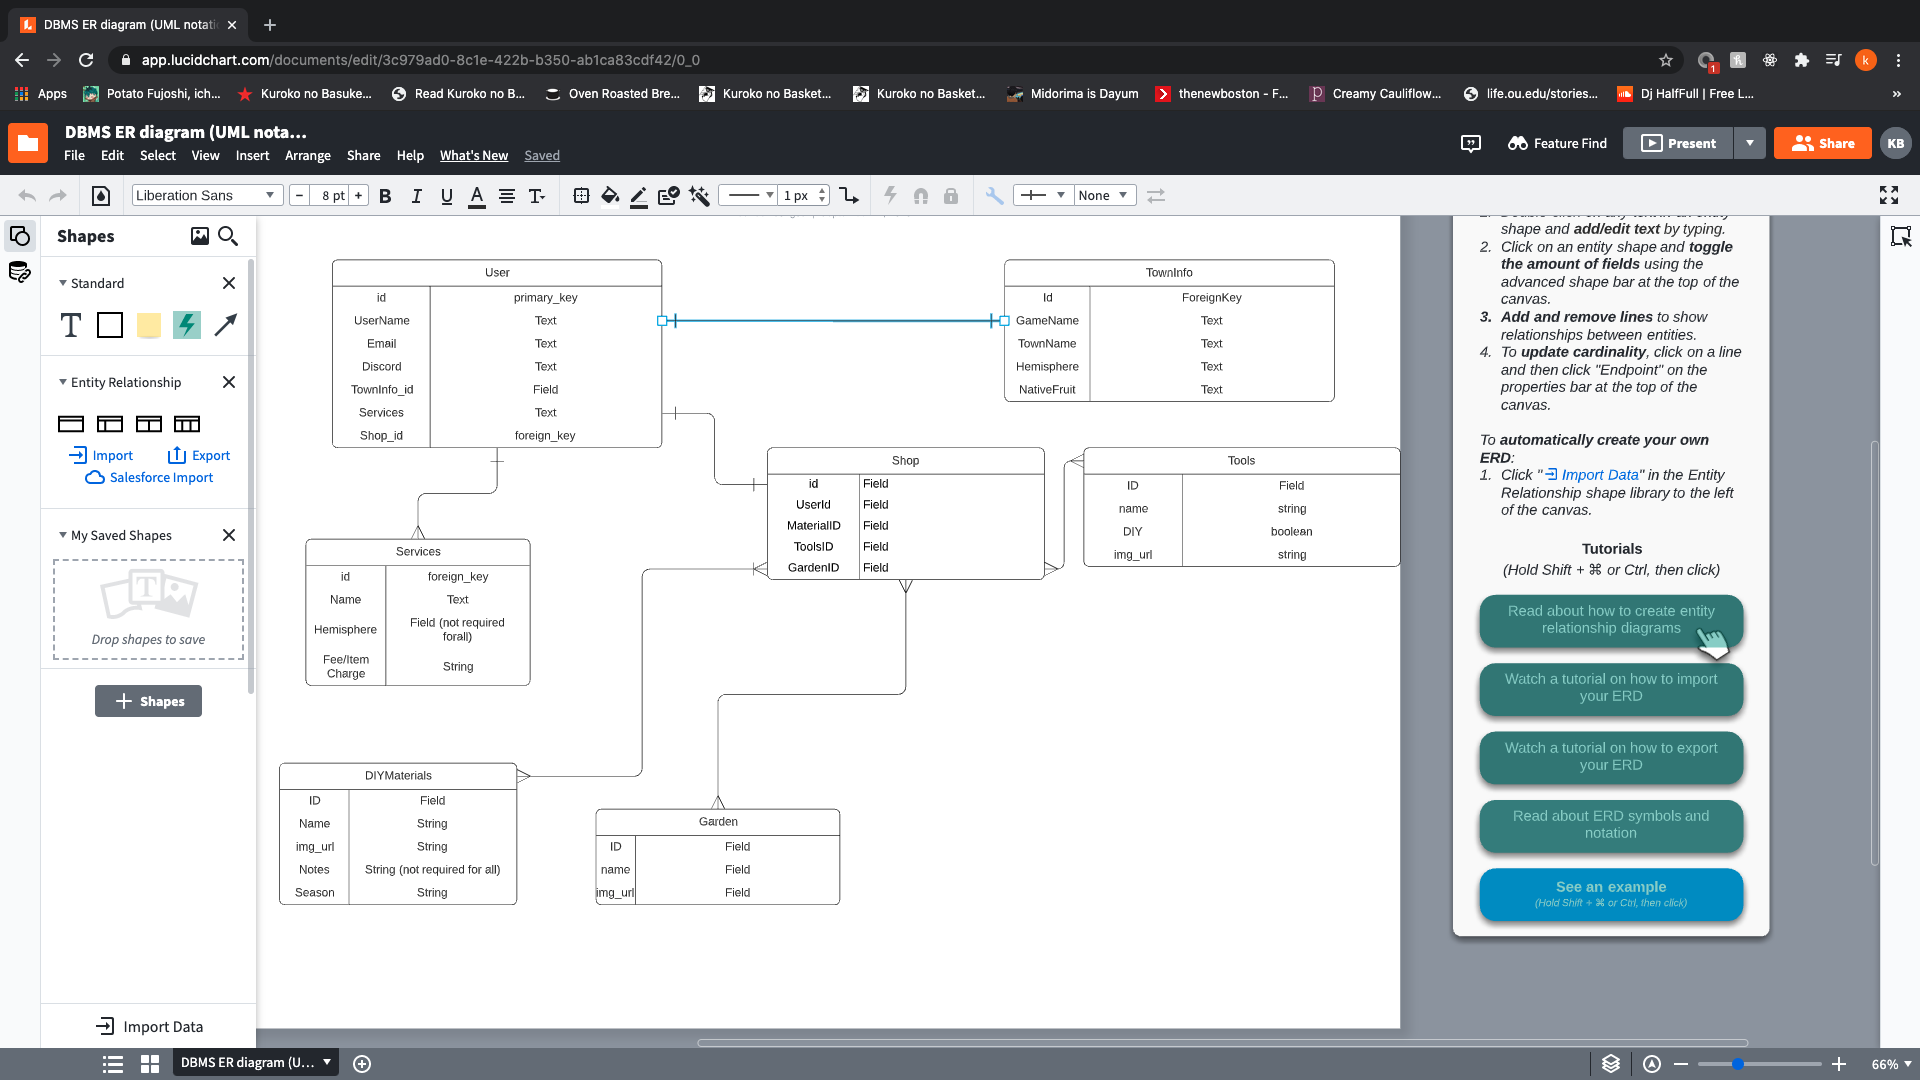 DBMS ER diagram (UML notati
app.lucidchart.com/documents/edit/3c979ad0-8c1e-422b-b350-ab1ca83cdf42/0_0
1
k
Apps
Potato Fujoshi, ich...
Kuroko no Basuke...
Read Kuroko no B...
Oven Roasted Bre...
Kuroko no Basket...
Kuroko no Basket...
Midorima is Dayum
thenewboston - F...
Creamy Cauliflow...
life.ou.edu/stories...
Dj HalfFull | Free L...
»
DBMS ER diagram (UML nota...
File Edit Select View Insert Arrange Share Help What's New Saved
Feature Find
Present
Share
KB
Liberation Sans
8 pt
1 px
None
Shapes
Standard
Entity Relationship
Import
Export
Salesforce Import
My Saved Shapes
Drop shapes to save
Shapes
Import Data
User
id primary_key
UserName Text
Email Text
Discord Text
TownInfo_id Field
Services Text
Shop_id foreign_key
TownInfo
Id ForeignKey
GameName Text
TownName Text
Hemisphere Text
NativeFruit Text
Shop
id Field
UserId Field
MaterialID Field
ToolsID Field
GardenID Field
Tools
ID Field
name string
DIY boolean
img_url string
Services
id foreign_key
Name Text
Hemisphere Field (not required
forall)
Fee/Item
Charge String
DIYMaterials
ID Field
Name String
img_url String
Notes String (not required for all)
Season String
Garden
ID Field
name Field
img_url Field
shape and add/edit text by typing.
2. Click on an entity shape and toggle
the amount of fields using the
advanced shape bar at the top of the
canvas.
3. Add and remove lines to show
relationships between entities.
4. To update cardinality, click on a line
and then click "Endpoint" on the
properties bar at the top of the
canvas.
To automatically create your own
ERD:
1. Click "Import Data" in the Entity
Relationship shape library to the left
of the canvas.
Tutorials
(Hold Shift + ⌘ or Ctrl, then click)
Read about how to create entity
relationship diagrams
Watch a tutorial on how to import
your ERD
Watch a tutorial on how to export
your ERD
Read about ERD symbols and
notation
See an example
(Hold Shift + ⌘ or Ctrl, then click)
DBMS ER diagram (U...
66%